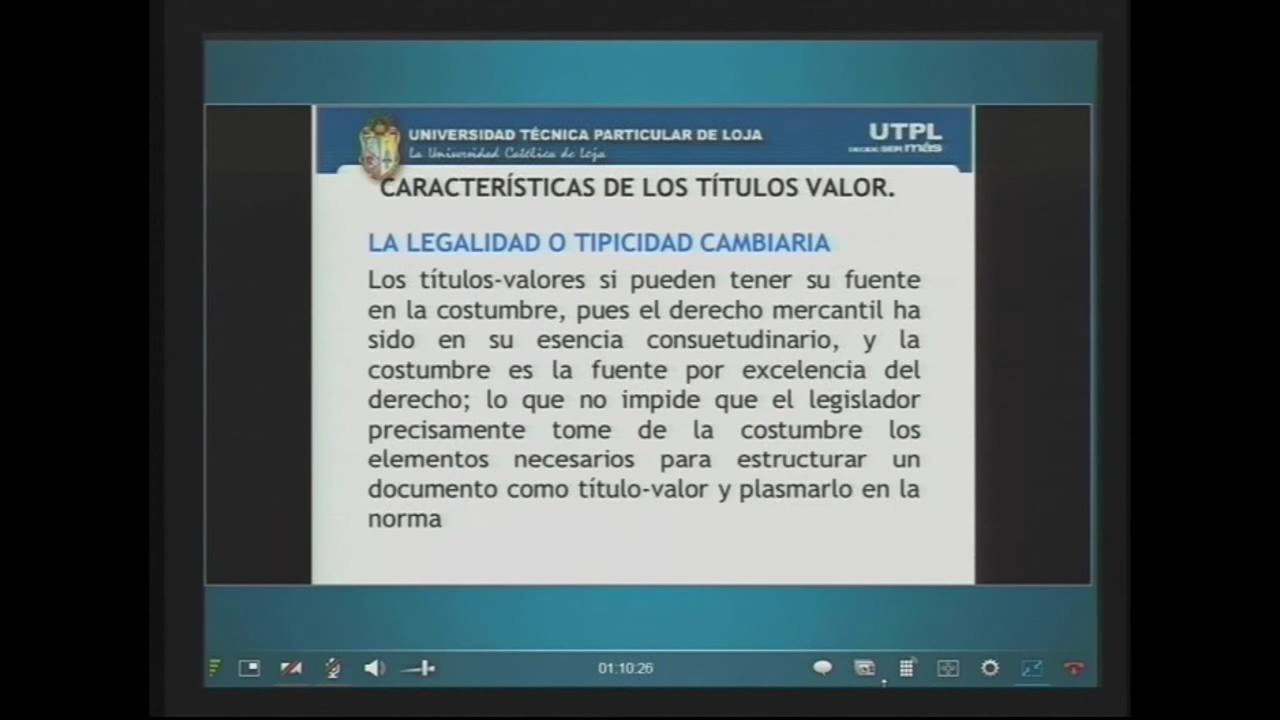 UNIVERSIDAD TÉCNICA PARTICULAR DE LOJA
La Universidad Católica de Loja
UTPL
DECIDE SER más
CARACTERÍSTICAS DE LOS TÍTULOS VALOR.
LA LEGALIDAD O TIPICIDAD CAMBIARIA
Los títulos-valores si pueden tener su fuente
en la costumbre, pues el derecho mercantil ha
sido en su esencia consuetudinario, y la
costumbre es la fuente por excelencia del
derecho; lo que no impide que el legislador
precisamente tome de la costumbre los
elementos necesarios para estructurar un
documento como título-valor y plasmarlo en la
norma
01:10:26